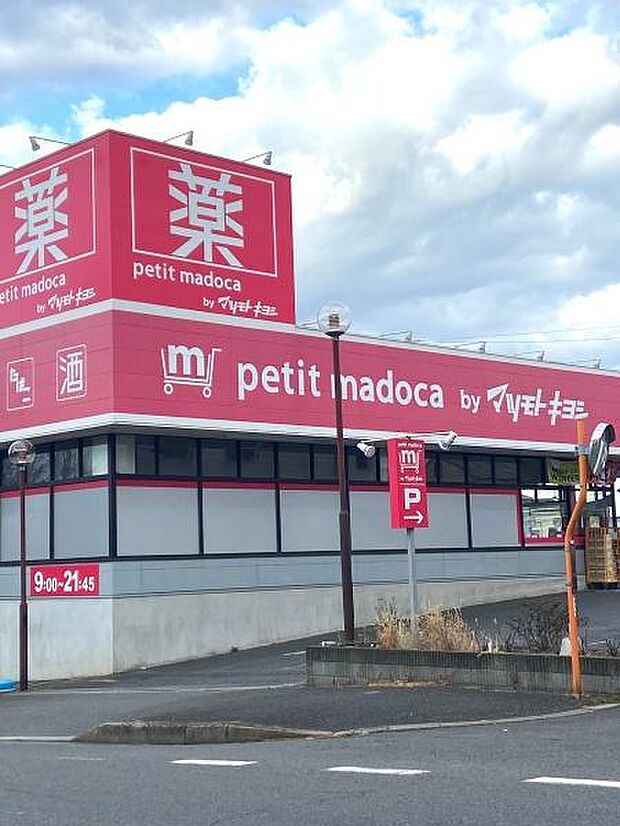 薬
薬
petit madoca
petit madoca
by マツモトキヨシ
by マツモトキヨシ
酒
m
petit madoca by マツモトキヨシ
m
P
9:00~21:45